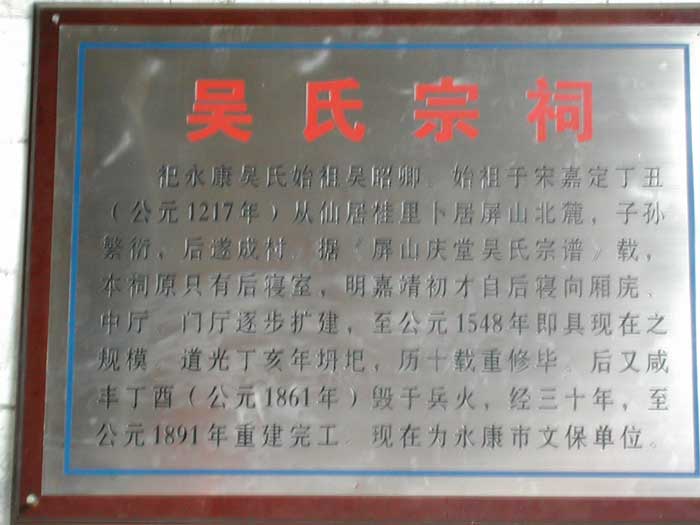 吴氏宗祠
祀永康吴氏始祖吴昭卿。始祖于宋嘉定丁丑
（公元1217年）从仙居桂里卜居屏山北麓，子孙
繁衍，后遂成村。据《屏山庆堂吴氏宗谱》载，
本祠原只有后寝室，明嘉靖初才自后寝向厢庑、
中厅 门厅逐步扩建，至公元1548年即具现在之
规模 道光丁亥年坍圮，历十载重修毕。后又咸
丰丁酉（公元1861年）毁于兵火，经三十年，至
公元1891年重建完工。现在为永康市文保单位。